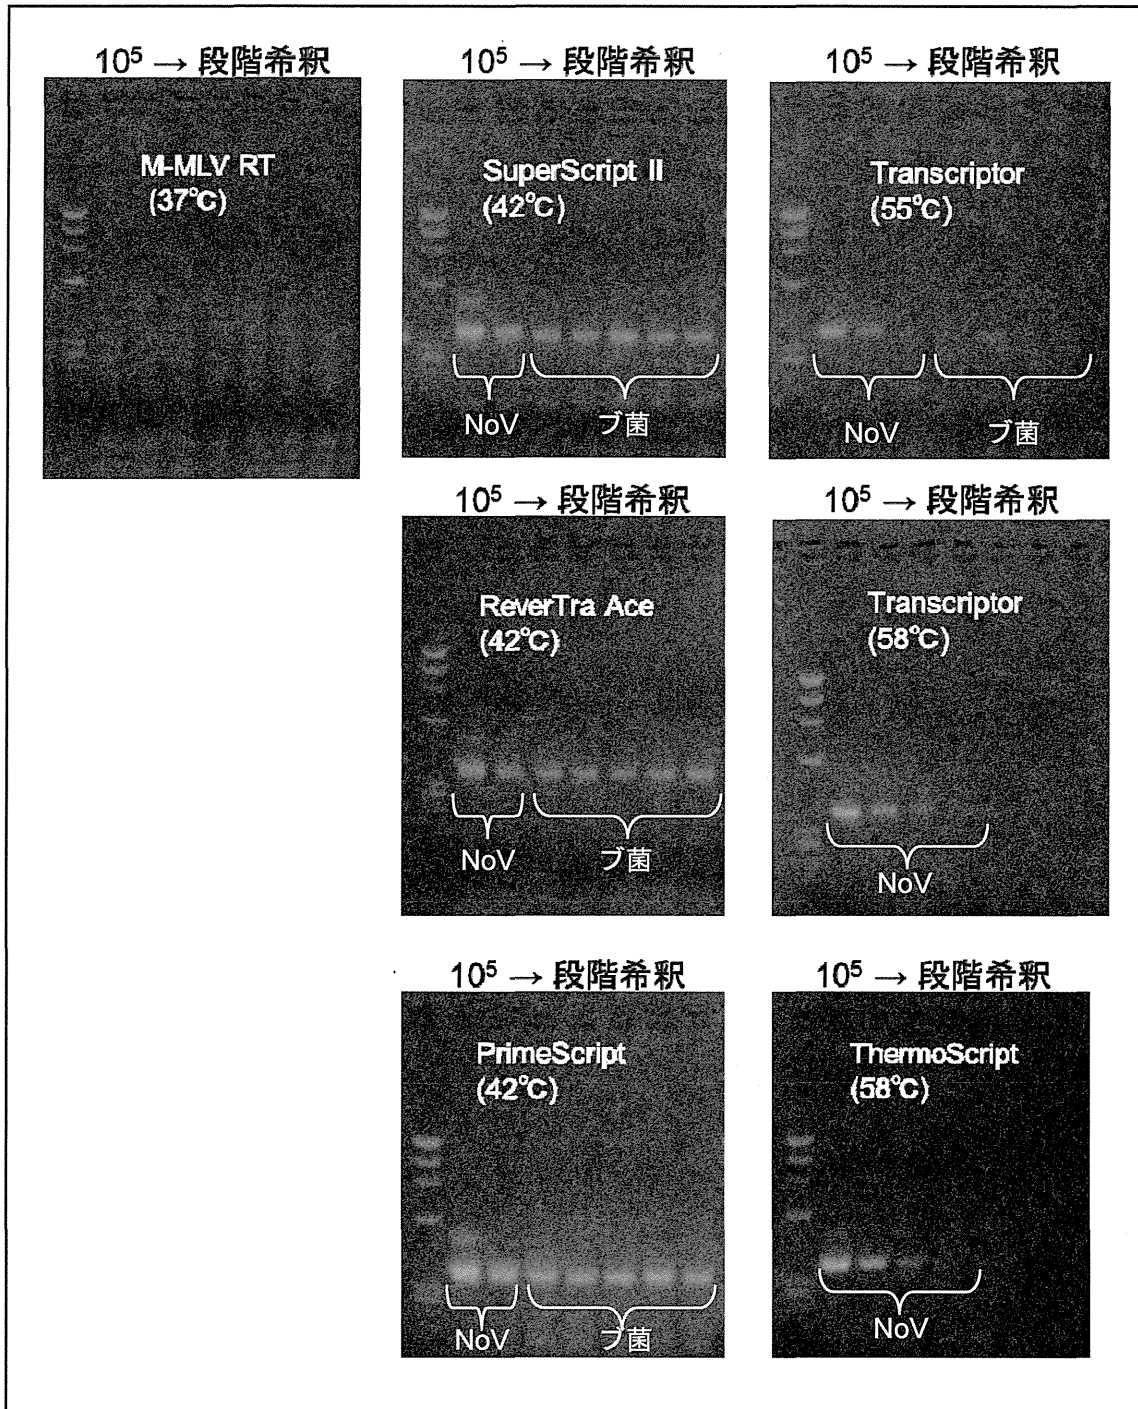 10⁵ → 段階希釈
M-MLV RT
(37℃)
10⁵ → 段階希釈
SuperScript II
(42℃)
NoV
ブ菌
10⁵ → 段階希釈
Transcriptor
(55℃)
NoV
ブ菌
10⁵ → 段階希釈
ReverTra Ace
(42℃)
NoV
ブ菌
10⁵ → 段階希釈
Transcriptor
(58℃)
NoV
10⁵ → 段階希釈
PrimeScript
(42℃)
NoV
ブ菌
10⁵ → 段階希釈
ThermoScript
(58℃)
NoV